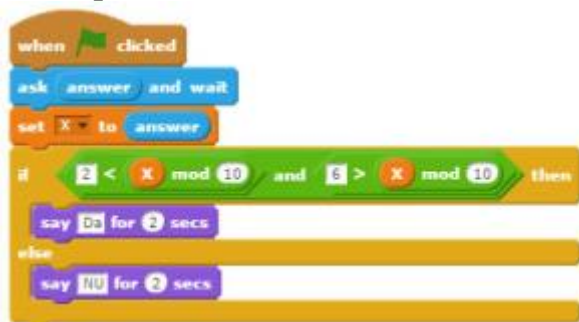 when clicked
ask answer and wait
set X to answer
if 2 < X mod 10 and 6 > X mod 10 then
say Da for 2 secs
else
say NU for 2 secs